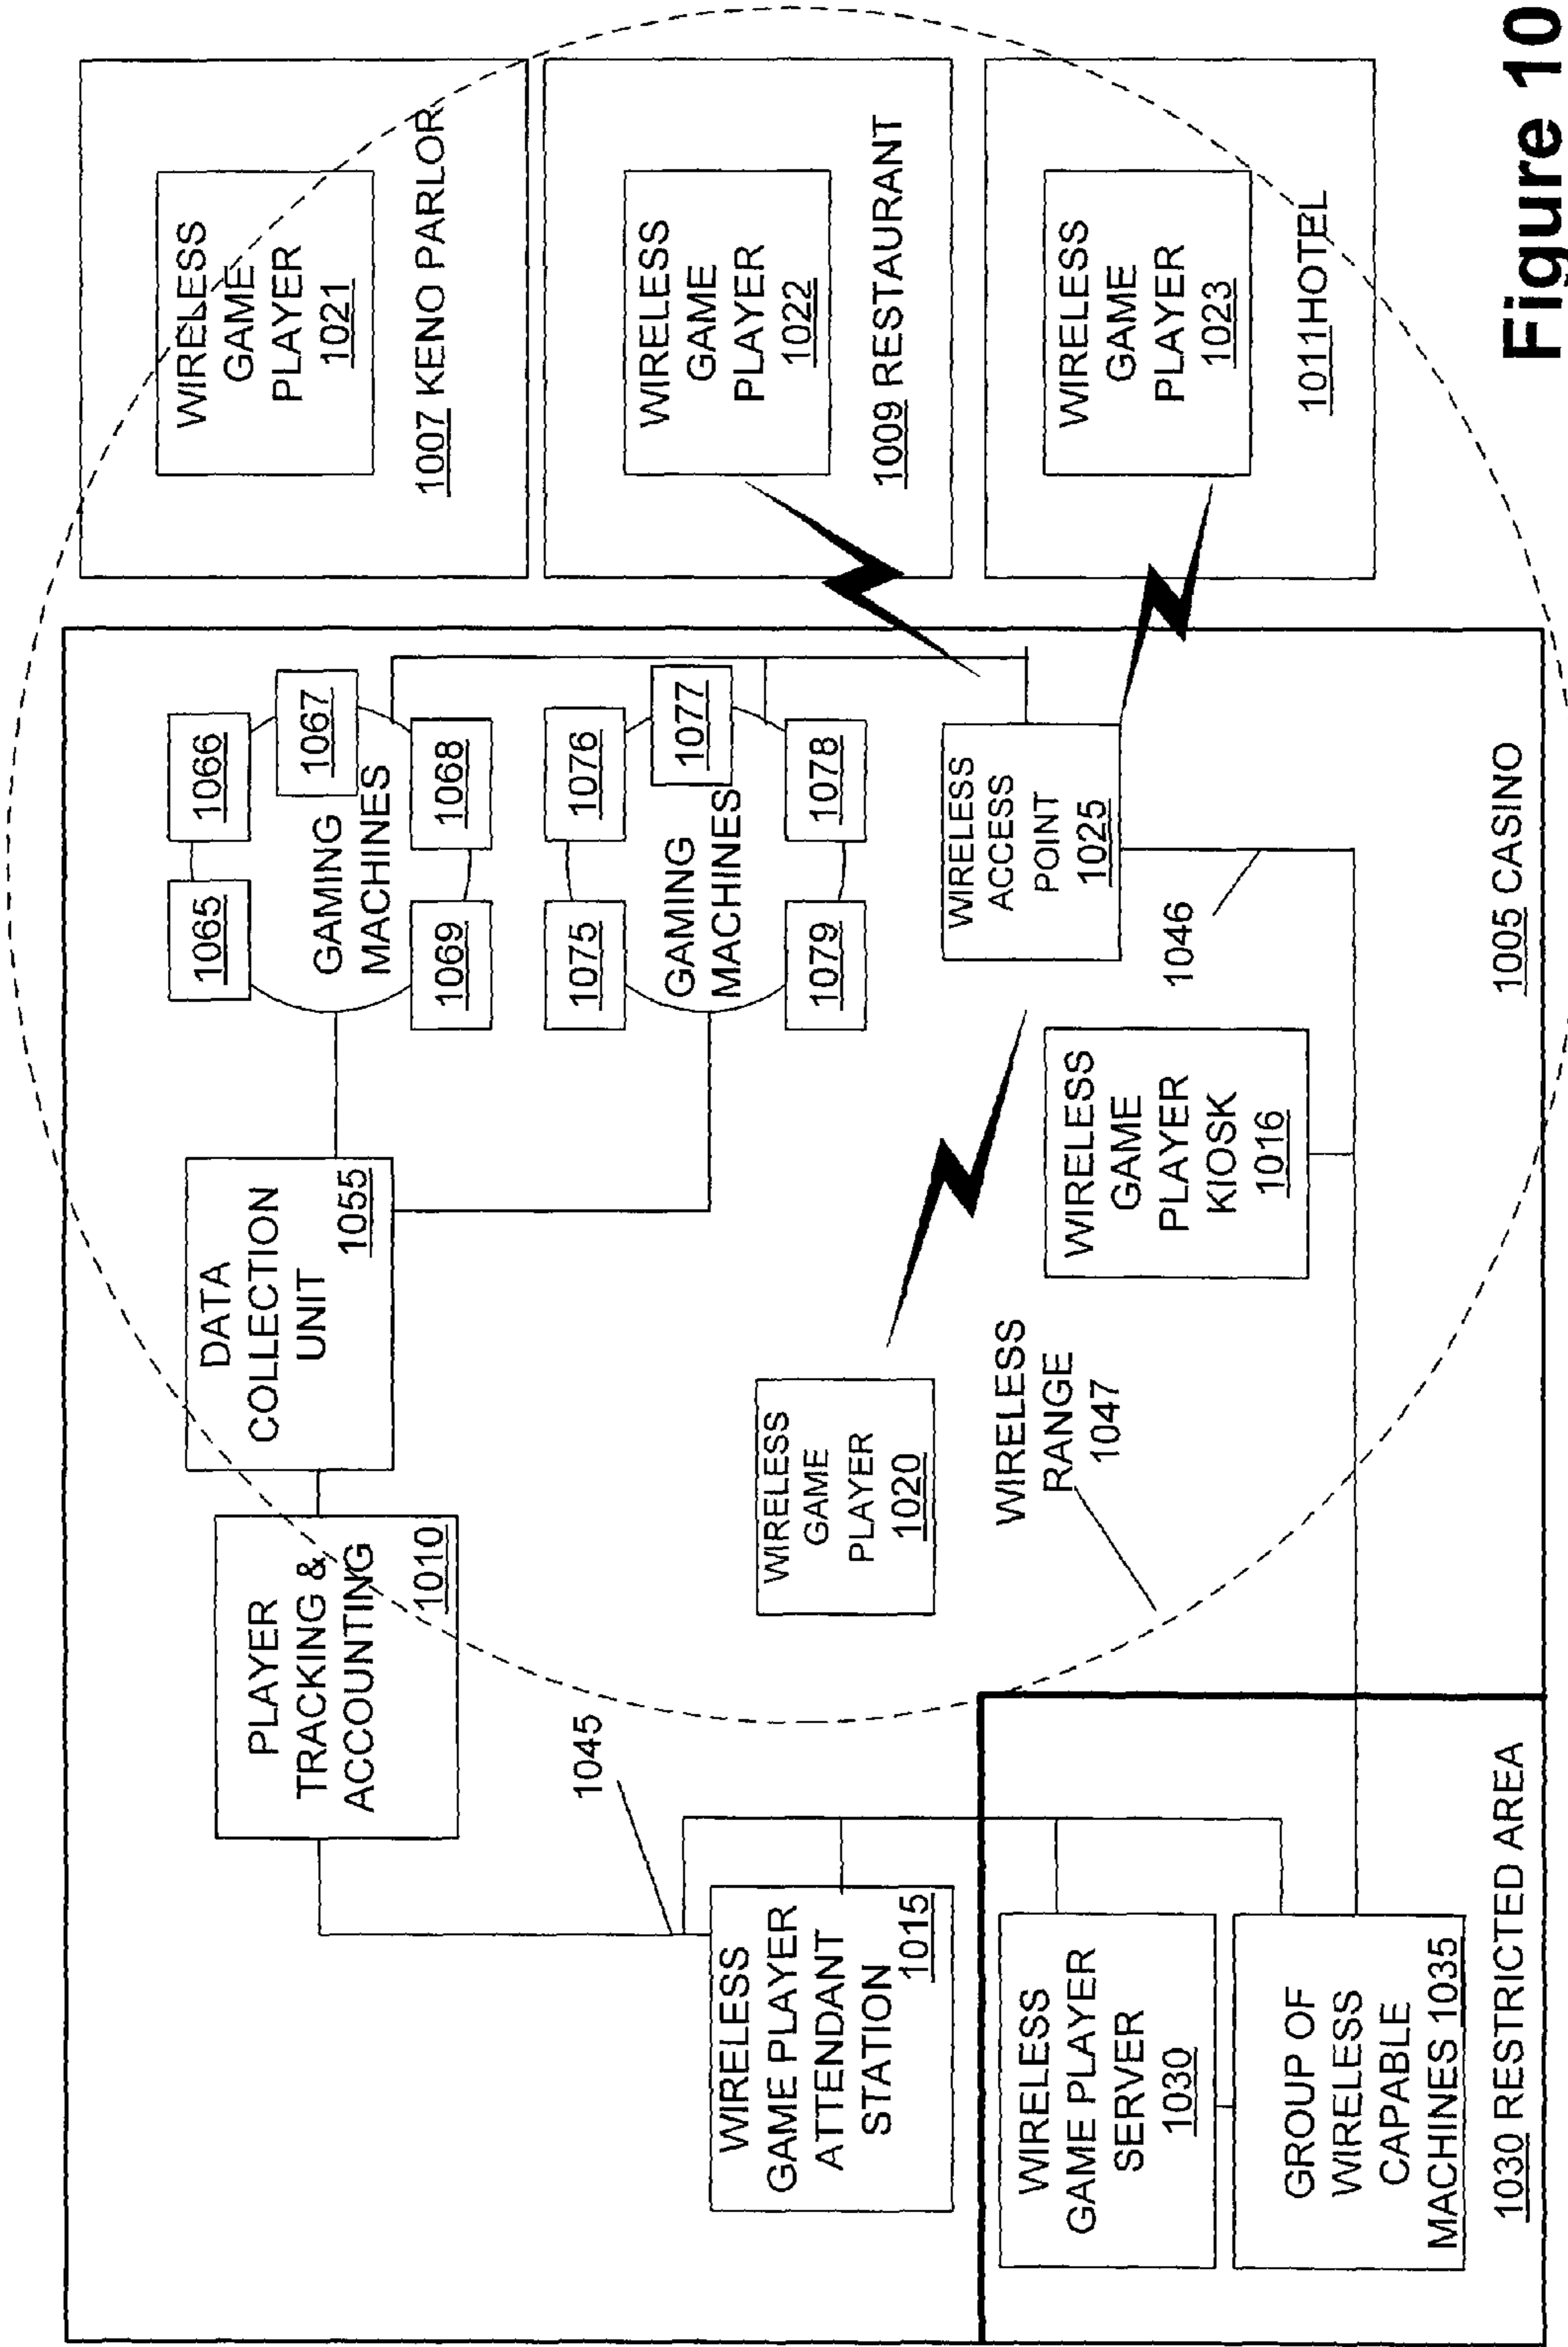 WIRELESS
GAME
PLAYER
1021
1007 KENO PARLOR
WIRELESS
GAME
PLAYER
1022
1009 RESTAURANT
WIRELESS
GAME
PLAYER
1023
1011HOTEL
1065
1066
1067
1068
1069
GAMING
MACHINES
1075
1076
1077
1078
1079
GAMING
MACHINES
WIRELESS
ACCESS
POINT
1025
1046
DATA
COLLECTION
UNIT
1055
WIRELESS
GAME
PLAYER
KIOSK
1016
PLAYER
TRACKING &
ACCOUNTING
1010
WIRELESS
GAME
PLAYER
1020
WIRELESS
RANGE
1047
1005 CASINO
1045
WIRELESS
GAME PLAYER
ATTENDANT
STATION
1015
WIRELESS
GAME PLAYER
SERVER
1030
GROUP OF
WIRELESS
CAPABLE
MACHINES 1035
1030 RESTRICTED AREA
Figure 10